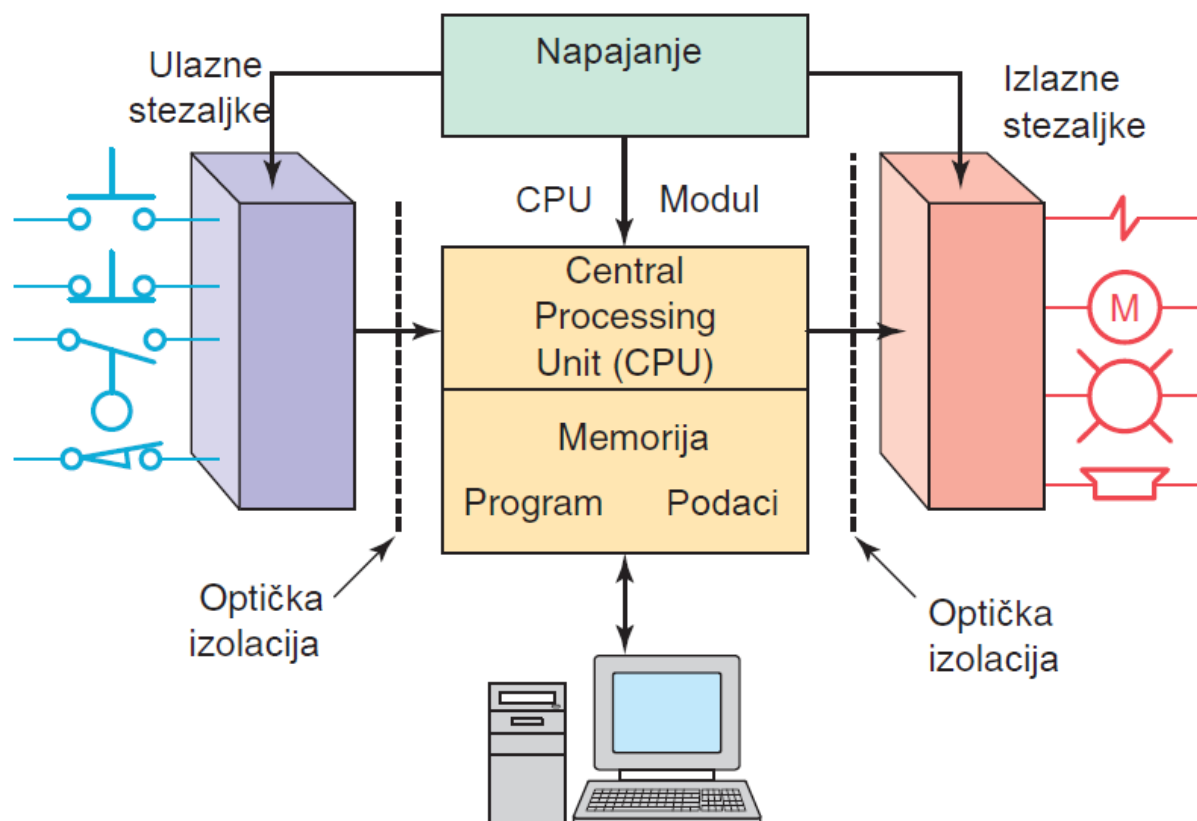 Napajanje
Ulazne
stezaljke
Izlazne
stezaljke
CPU Modul
Central
Processing
Unit (CPU)
Memorija
Program Podaci
M
Optička
izolacija
Optička
izolacija